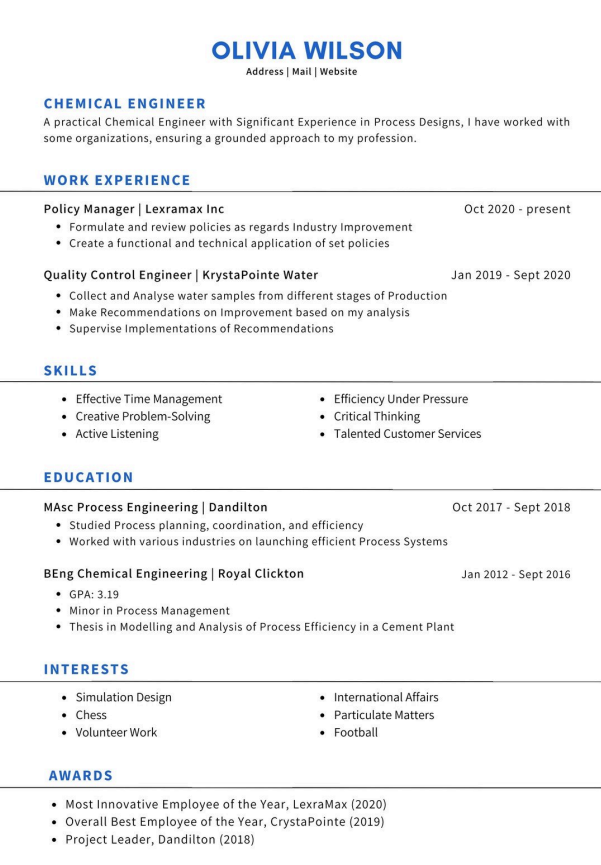 OLIVIA WILSON
Address | Mail | Website
CHEMICAL ENGINEER
A practical Chemical Engineer with Significant Experience in Process Designs, I have worked with
some organizations, ensuring a grounded approach to my profession.
WORK EXPERIENCE
Policy Manager | Lexramax Inc Oct 2020 - present
• Formulate and review policies as regards Industry Improvement
• Create a functional and technical application of set policies
Quality Control Engineer | KrystaPointe Water Jan 2019 - Sept 2020
• Collect and Analyse water samples from different stages of Production
• Make Recommendations on Improvement based on my analysis
• Supervise Implementations of Recommendations
SKILLS
• Effective Time Management
• Creative Problem-Solving
• Active Listening
• Efficiency Under Pressure
• Critical Thinking
• Talented Customer Services
EDUCATION
MAsc Process Engineering | Dandilton Oct 2017 - Sept 2018
• Studied Process planning, coordination, and efficiency
• Worked with various industries on launching efficient Process Systems
BEng Chemical Engineering | Royal Clickton Jan 2012 - Sept 2016
• GPA: 3.19
• Minor in Process Management
• Thesis in Modelling and Analysis of Process Efficiency in a Cement Plant
INTERESTS
• Simulation Design
• Chess
• Volunteer Work
• International Affairs
• Particulate Matters
• Football
AWARDS
• Most Innovative Employee of the Year, LexraMax (2020)
• Overall Best Employee of the Year, CrystaPointe (2019)
• Project Leader, Dandilton (2018)